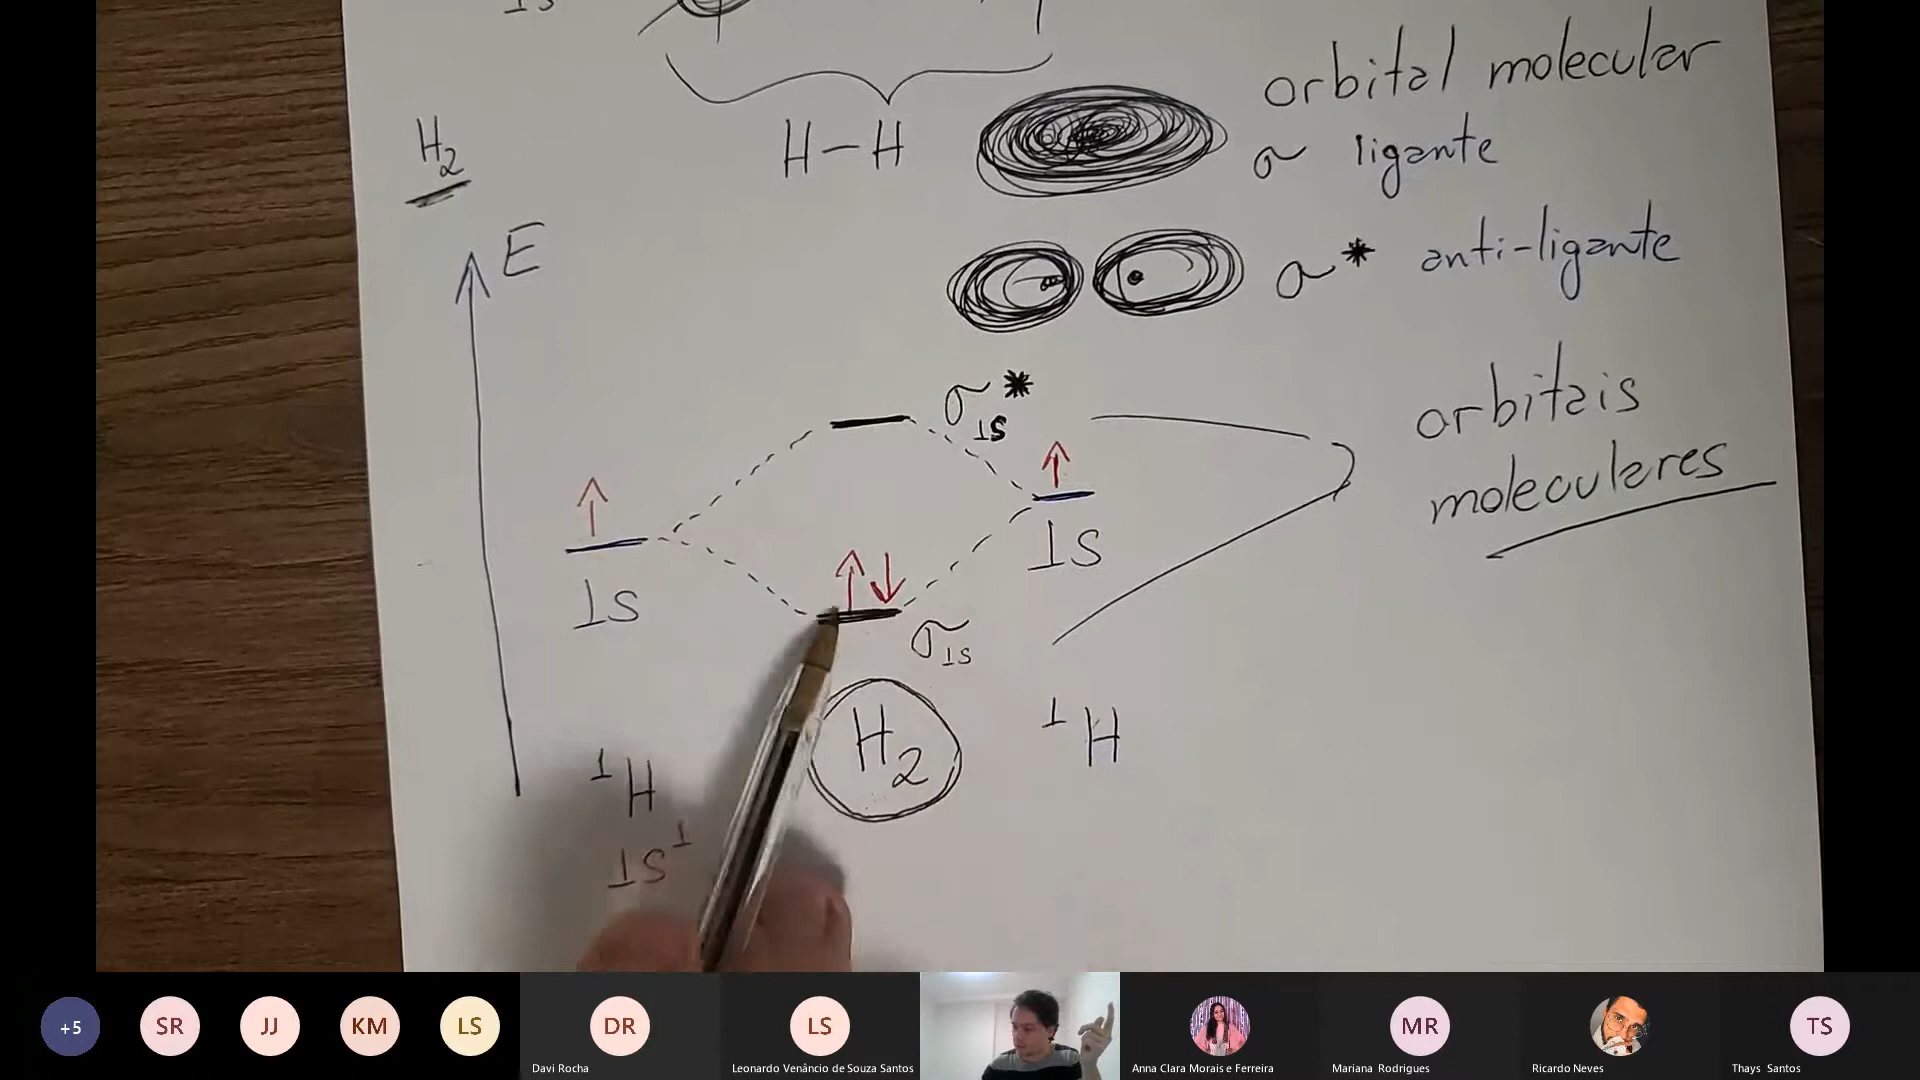 1s
orbital molecular
H₂
H–H
σ ligante
E
σ* anti-ligante
σ1s*
orbitais
moleculares
1s
1s
σ1s
H₂
¹H
¹H
1s¹
+5
SR
JJ
KM
LS
DR
LS
MR
TS
Davi Rocha
Leonardo Venâncio de Souza Santos
Anna Clara Morais e Ferreira
Mariana Rodrigues
Ricardo Neves
Thays Santos